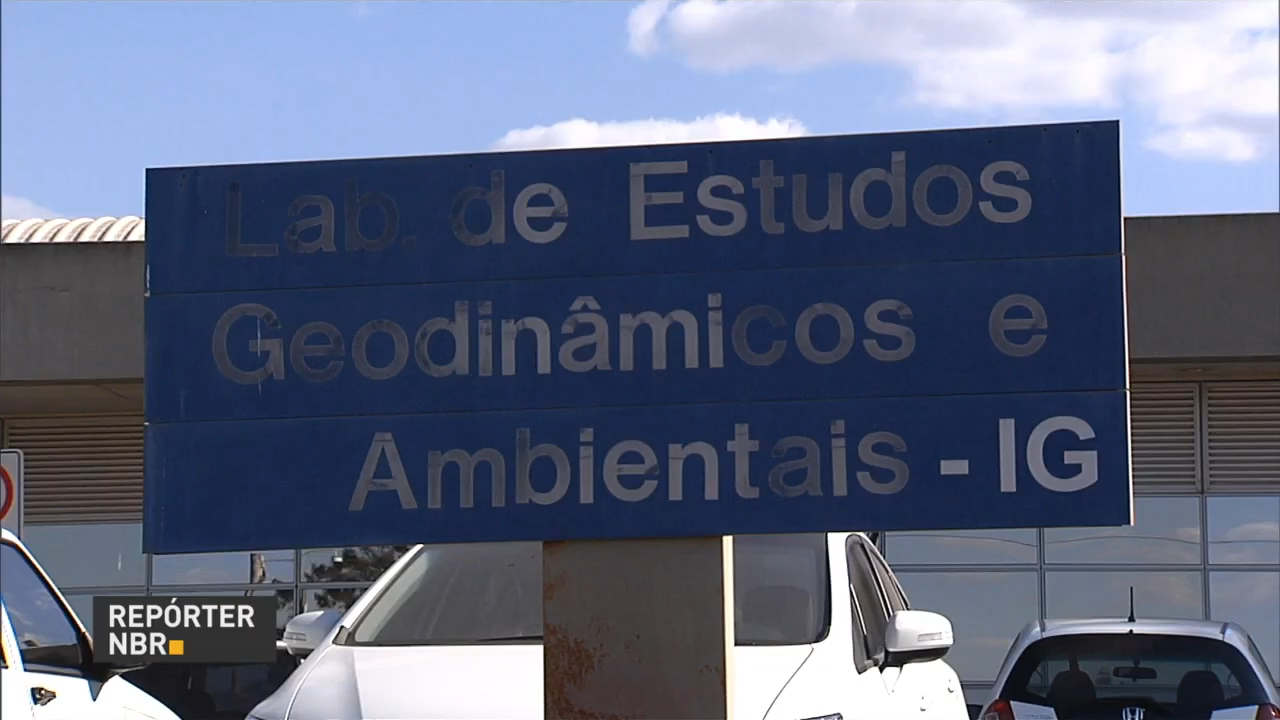 Lab. de Estudos
Geodinâmicos e
Ambientais - IG
REPÓRTER
NBR